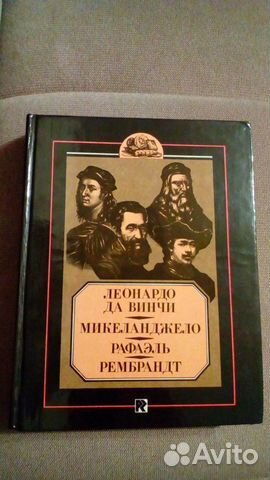 ЛЕОНАРДО
ДА ВИНЧИ
МИКЕЛАНДЖЕЛО
РАФАЭЛЬ
РЕМБРАНДТ
R
Avito